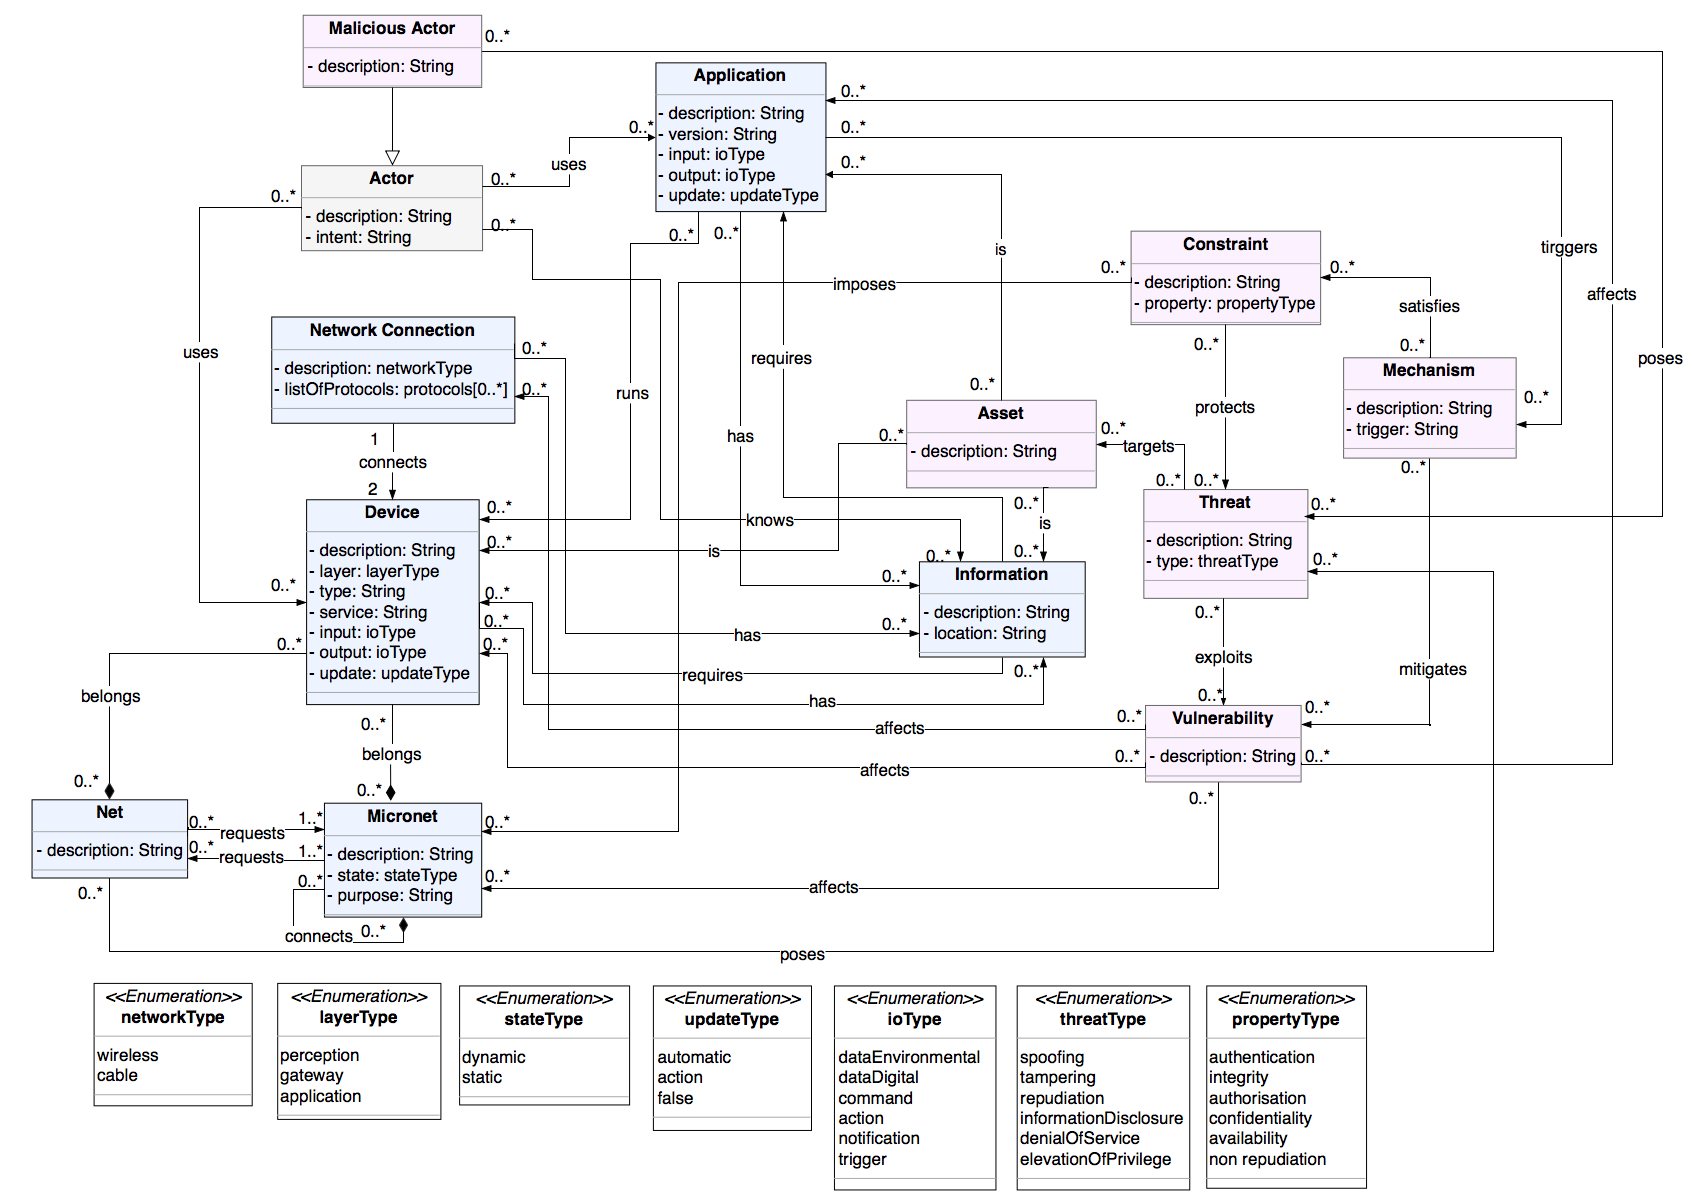 Malicious Actor
- description: String
0..*
Application
- description: String
- version: String
- input: ioType
- output: ioType
- update: updateType
0..*
0..*
0..*
0..*
uses
Actor
- description: String
- intent: String
0..*
0..*
0..*
0..*
0..*
is
tirggers
affects
poses
Constraint
- description: String
- property: propertyType
0..*
0..*
0..*
imposes
satisfies
0..*
Network Connection
- description: networkType
- listOfProtocols: protocols[0..*]
0..*
0..*
uses
requires
runs
has
protects
Mechanism
- description: String
- trigger: String
0..*
0..*
Asset
- description: String
0..*
0..*
0..*
targets
0..*
0..*
0..*
is
0..*
1
connects
2
Device
- description: String
- layer: layerType
- type: String
- service: String
- input: ioType
- output: ioType
- update: updateType
0..*
0..*
0..*
0..*
0..*
0..*
0..*
knows
is
0..*
Information
- description: String
- location: String
0..*
0..*
0..*
has
requires
has
Threat
- description: String
- type: threatType
0..*
0..*
0..*
exploits
0..*
mitigates
affects
affects
Vulnerability
- description: String
0..*
0..*
0..*
0..*
0..*
belongs
0..*
belongs
0..*
0..*
Net
- description: String
0..*
0..*
0..*
requests
1..*
requests
1..*
Micronet
- description: String
- state: stateType
- purpose: String
0..*
0..*
0..*
0..*
connects
affects
poses
<<Enumeration>>
networkType
wireless
cable
<<Enumeration>>
layerType
perception
gateway
application
<<Enumeration>>
stateType
dynamic
static
<<Enumeration>>
updateType
automatic
action
false
<<Enumeration>>
ioType
dataEnvironmental
dataDigital
command
action
notification
trigger
<<Enumeration>>
threatType
spoofing
tampering
repudiation
informationDisclosure
denialOfService
elevationOfPrivilege
<<Enumeration>>
propertyType
authentication
integrity
authorisation
confidentiality
availability
non repudiation